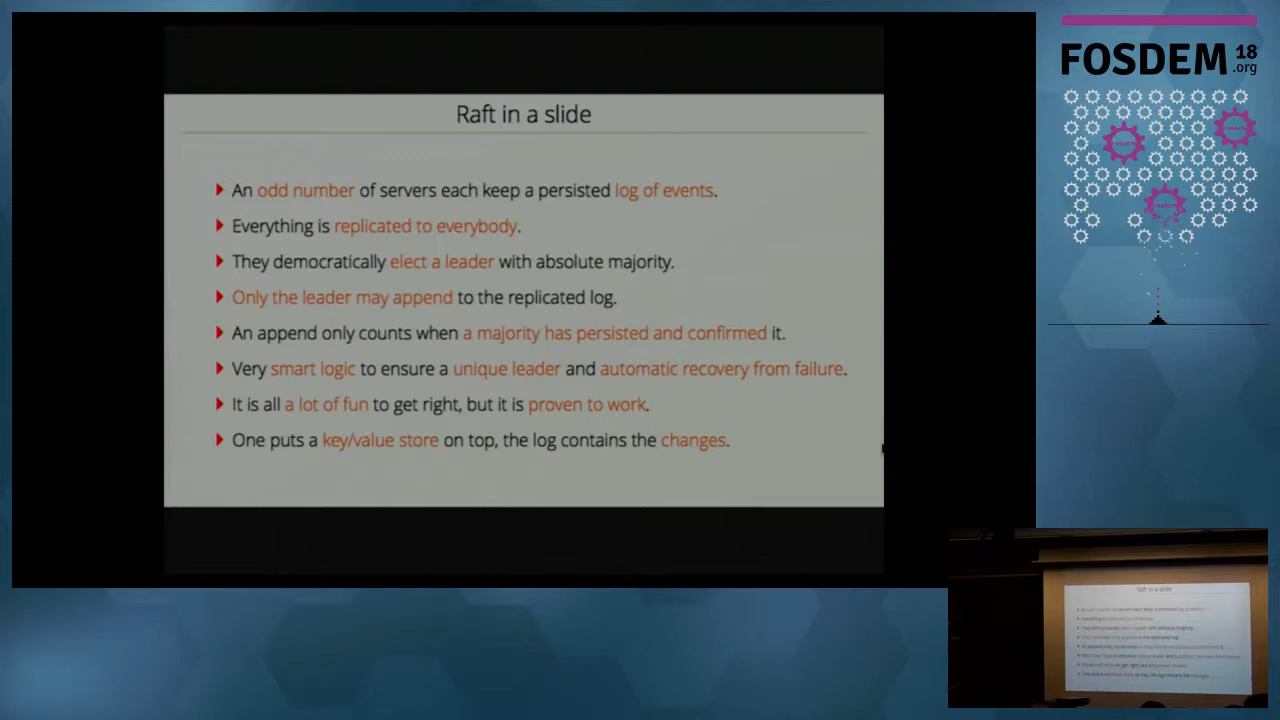 Raft in a slide
An odd number of servers each keep a persisted log of events.
Everything is replicated to everybody.
They democratically elect a leader with absolute majority.
Only the leader may append to the replicated log.
An append only counts when a majority has persisted and confirmed it.
Very smart logic to ensure a unique leader and automatic recovery from failure.
It is all a lot of fun to get right, but it is proven to work.
One puts a key/value store on top, the log contains the changes.
FOSDEM 18
.org
Raft in a slide